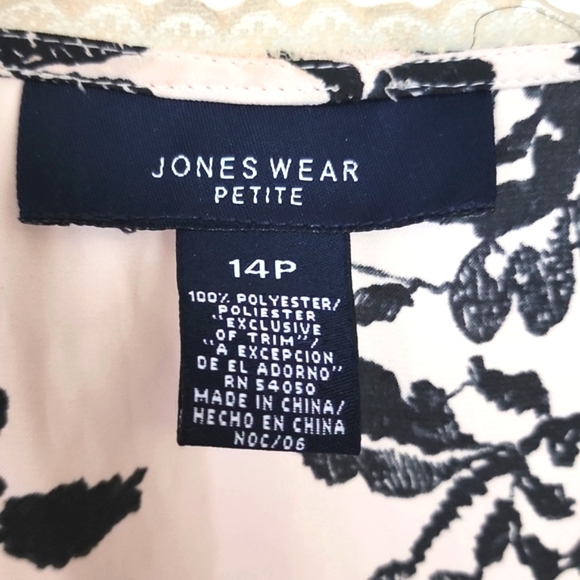 JONES WEAR
PETITE
14P
100% POLYESTER/
POLIESTER
„EXCLUSIVE
OF TRIM”/
„A EXCEPCION
DE EL ADORNO”
RN 54050
MADE IN CHINA/
HECHO EN CHINA
NOC/06